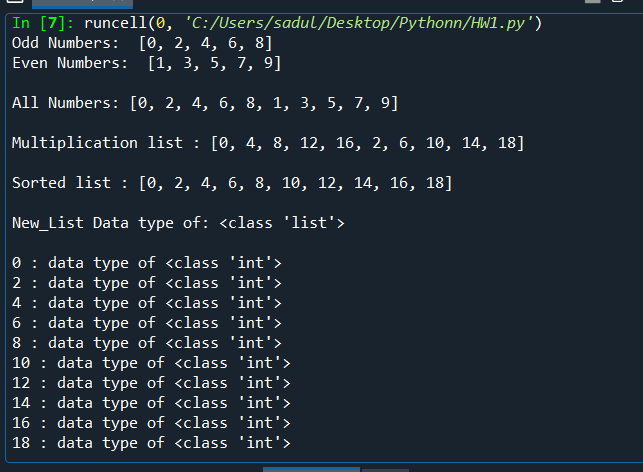 In [7]: runcell(0, 'C:/Users/sadul/Desktop/Pythonn/HW1.py')
Odd Numbers:  [0, 2, 4, 6, 8]
Even Numbers:  [1, 3, 5, 7, 9]
All Numbers: [0, 2, 4, 6, 8, 1, 3, 5, 7, 9]
Multiplication list : [0, 4, 8, 12, 16, 2, 6, 10, 14, 18]
Sorted list : [0, 2, 4, 6, 8, 10, 12, 14, 16, 18]
New_List Data type of: <class 'list'>
0 : data type of <class 'int'>
2 : data type of <class 'int'>
4 : data type of <class 'int'>
6 : data type of <class 'int'>
8 : data type of <class 'int'>
10 : data type of <class 'int'>
12 : data type of <class 'int'>
14 : data type of <class 'int'>
16 : data type of <class 'int'>
18 : data type of <class 'int'>